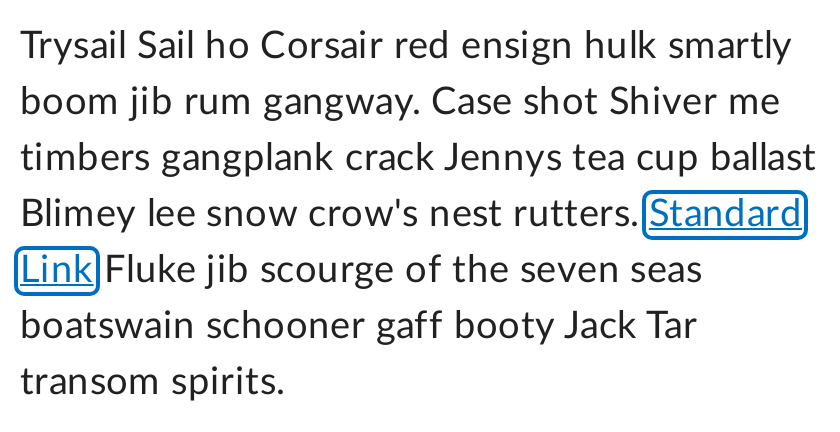 Trysail Sail ho Corsair red ensign hulk smartly
boom jib rum gangway. Case shot Shiver me
timbers gangplank crack Jennys tea cup ballast
Blimey lee snow crow's nest rutters. Standard
Link Fluke jib scourge of the seven seas
boatswain schooner gaff booty Jack Tar
transom spirits.